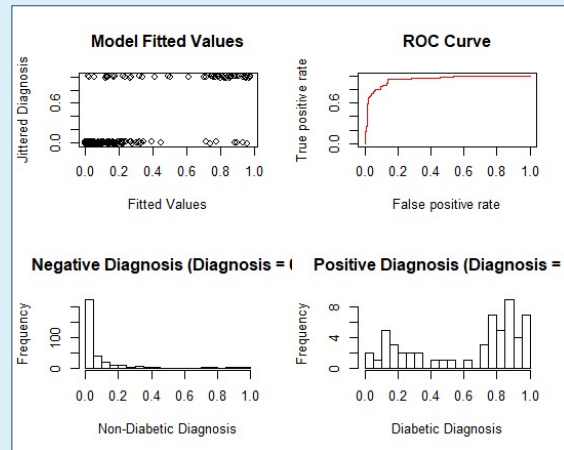 Model Fitted Values
Jittered Diagnosis
0.6
0.0
0.0 0.2 0.4 0.6 0.8 1.0
Fitted Values
ROC Curve
True positive rate
0.6
0.0
0.0 0.2 0.4 0.6 0.8 1.0
False positive rate
Negative Diagnosis (Diagnosis =
Frequency
100
0
0.0 0.2 0.4 0.6 0.8 1.0
Non-Diabetic Diagnosis
Positive Diagnosis (Diagnosis =
Frequency
8
4
0
0.0 0.2 0.4 0.6 0.8 1.0
Diabetic Diagnosis